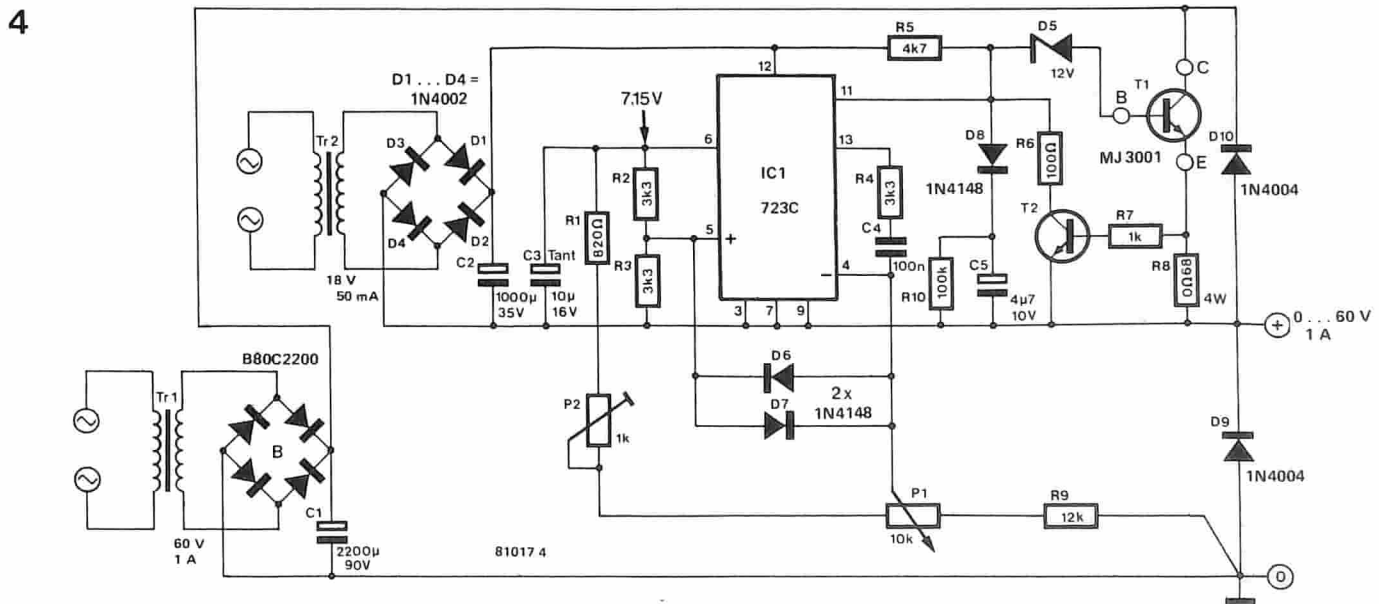 4
D1 . . . D4 =
1N4002
Tr2
D3
D1
D4
D2
18 V
50 mA
C2
1000µ
35V
C3 Tant
10µ
16V
R1
820Ω
7.15 V
R2
3k3
R3
3k3
12
6
5
+
IC1
723C
11
13
4
−
3
7
9
R4
3k3
C4
100n
R5
4k7
D8
1N4148
R10
100k
C5
4µ7
10V
R6
100Ω
T2
D5
12V
B
T1
C
MJ 3001
E
R7
1k
R8
0Ω68
4W
D10
1N4004
+
0 . . . 60 V
1 A
B80C2200
Tr1
B
60 V
1 A
C1
2200µ
90V
P2
1k
D6
D7
2x
1N4148
P1
10k
R9
12k
D9
1N4004
81017 4
0